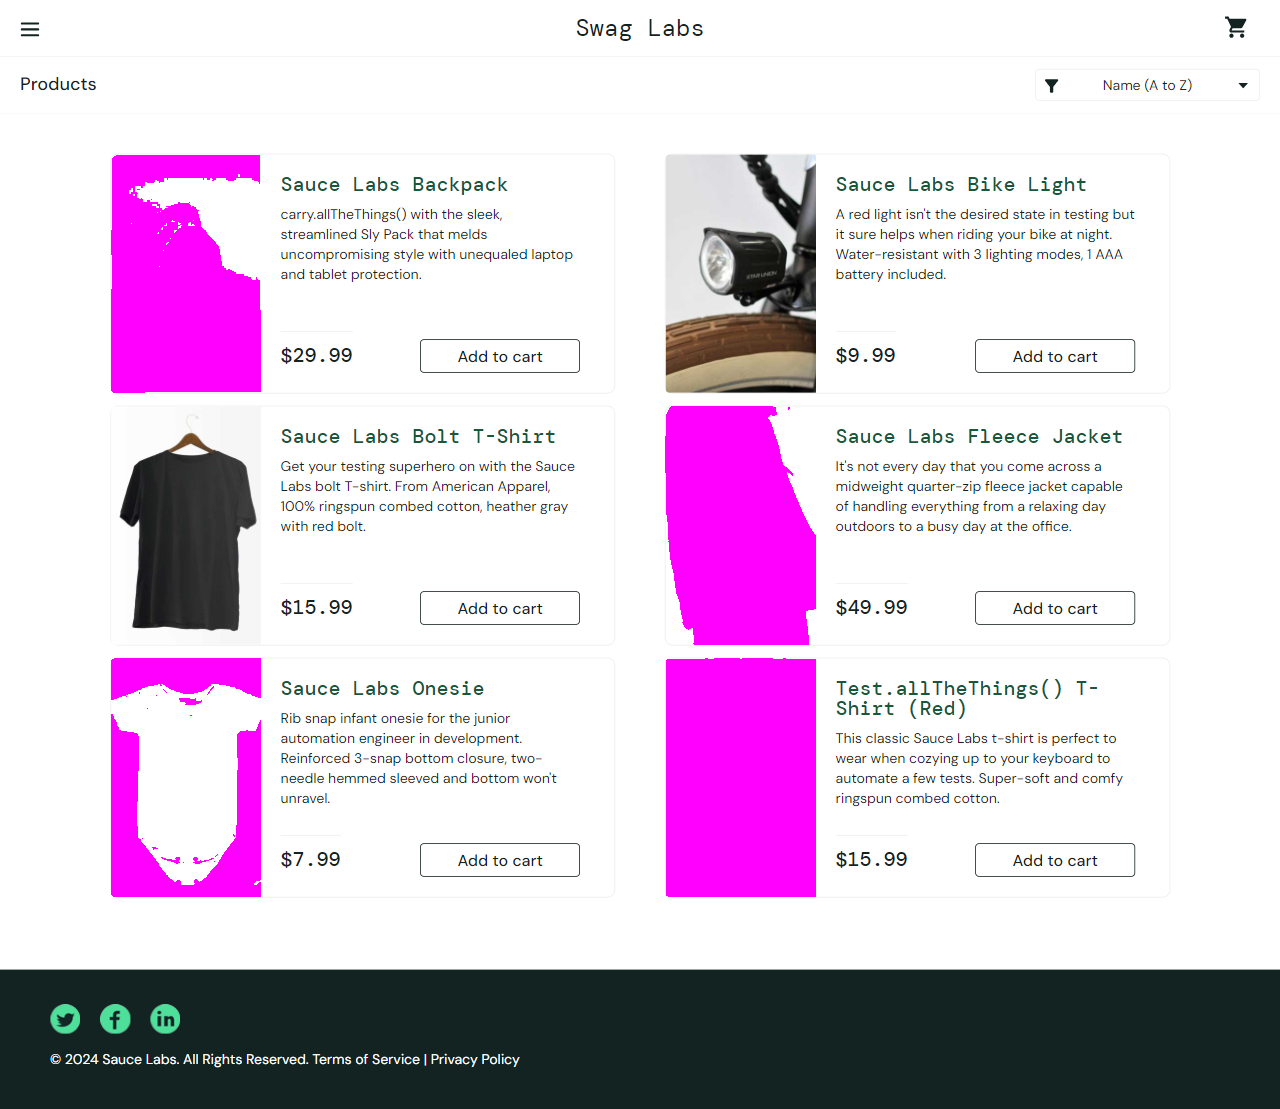 Swag Labs
Products
Name (A to Z)
Sauce Labs Backpack
carry.allTheThings() with the sleek,
streamlined Sly Pack that melds
uncompromising style with unequaled laptop
and tablet protection.
$29.99
Add to cart
Sauce Labs Bike Light
A red light isn't the desired state in testing but
it sure helps when riding your bike at night.
Water-resistant with 3 lighting modes, 1 AAA
battery included.
$9.99
Add to cart
Sauce Labs Bolt T-Shirt
Get your testing superhero on with the Sauce
Labs bolt T-shirt. From American Apparel,
100% ringspun combed cotton, heather gray
with red bolt.
$15.99
Add to cart
Sauce Labs Fleece Jacket
It's not every day that you come across a
midweight quarter-zip fleece jacket capable
of handling everything from a relaxing day
outdoors to a busy day at the office.
$49.99
Add to cart
Sauce Labs Onesie
Rib snap infant onesie for the junior
automation engineer in development.
Reinforced 3-snap bottom closure, two-
needle hemmed sleeved and bottom won't
unravel.
$7.99
Add to cart
Test.allTheThings() T-
Shirt (Red)
This classic Sauce Labs t-shirt is perfect to
wear when cozying up to your keyboard to
automate a few tests. Super-soft and comfy
ringspun combed cotton.
$15.99
Add to cart
© 2024 Sauce Labs. All Rights Reserved. Terms of Service | Privacy Policy